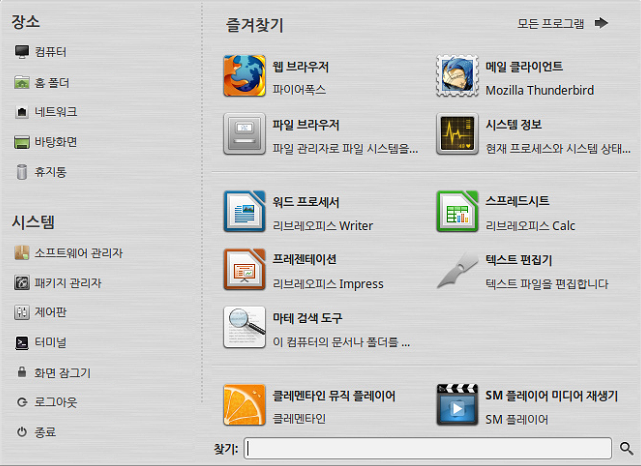 장소
컴퓨터
홈 폴더
네트워크
바탕화면
휴지통
시스템
소프트웨어 관리자
패키지 관리자
제어판
터미널
화면 잠그기
로그아웃
종료
즐겨찾기
모든 프로그램
웹 브라우저
파이어폭스
메일 클라이언트
Mozilla Thunderbird
파일 브라우저
파일 관리자로 파일 시스템을...
시스템 정보
현재 프로세스와 시스템 상태...
워드 프로세서
리브레오피스 Writer
스프레드시트
리브레오피스 Calc
프레젠테이션
리브레오피스 Impress
텍스트 편집기
텍스트 파일을 편집합니다
마테 검색 도구
이 컴퓨터의 문서나 폴더를 ...
클레멘타인 뮤직 플레이어
클레멘타인
SM 플레이어 미디어 재생기
SM 플레이어
찾기: